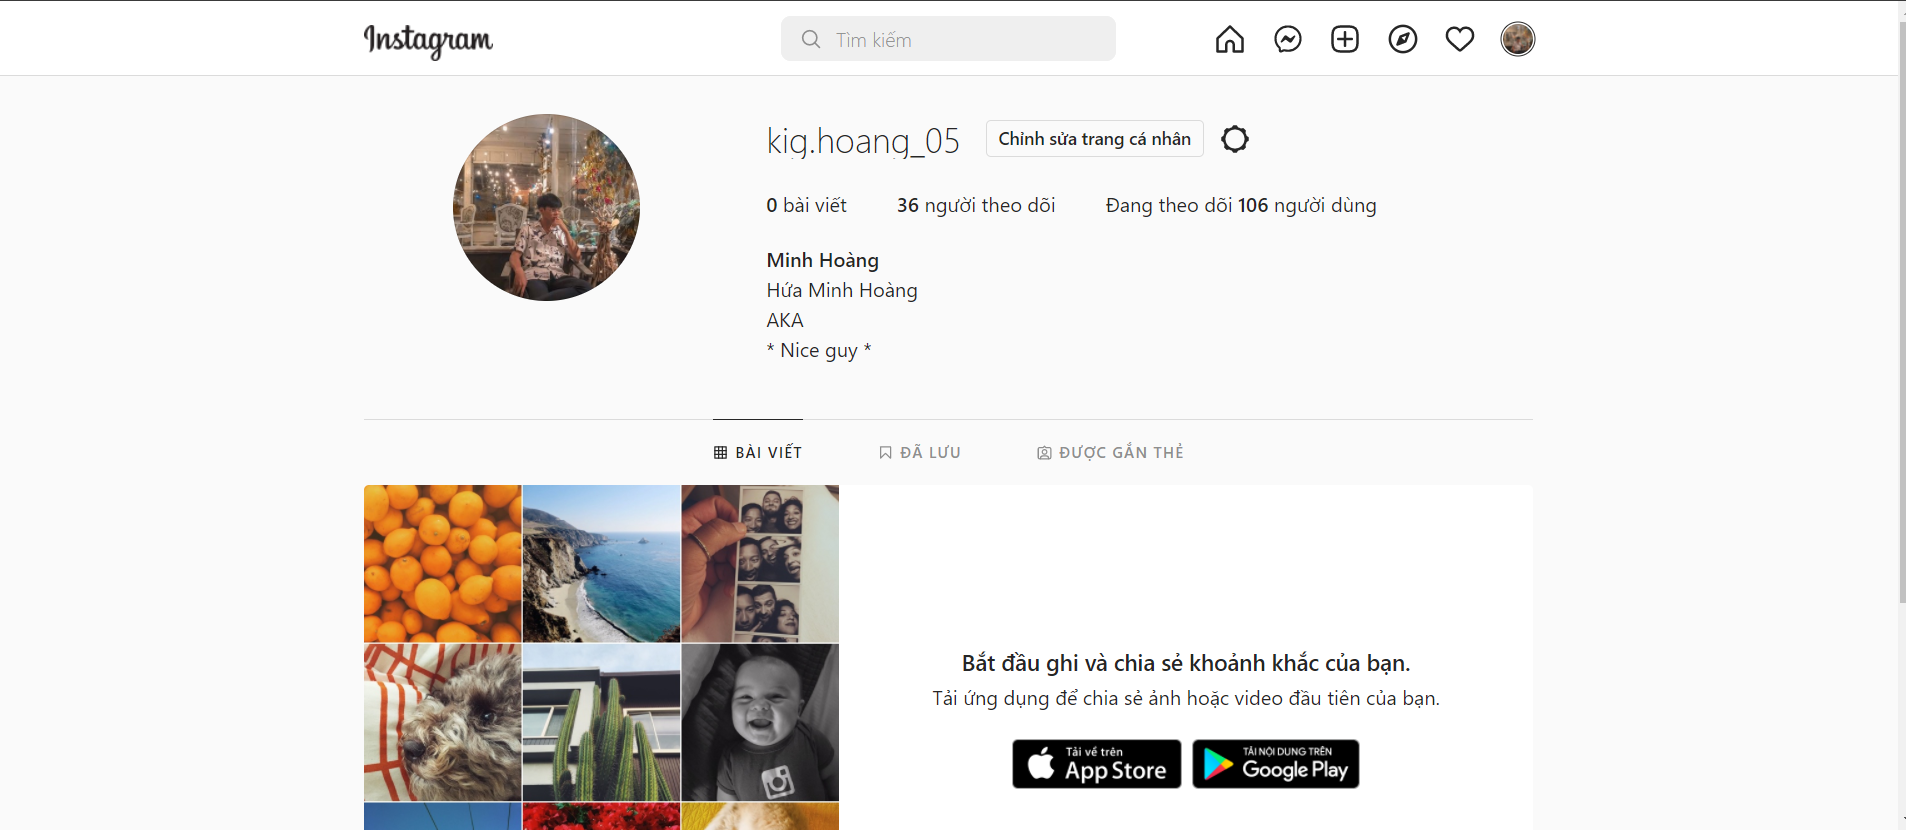 Instagram
Tìm kiếm
kig.hoang_05
Chỉnh sửa trang cá nhân
0 bài viết
36 người theo dõi
Đang theo dõi 106 người dùng
Minh Hoàng
Hứa Minh Hoàng
AKA
* Nice guy *
BÀI VIẾT
ĐÃ LƯU
ĐƯỢC GẮN THẺ
Bắt đầu ghi và chia sẻ khoảnh khắc của bạn.
Tải ứng dụng để chia sẻ ảnh hoặc video đầu tiên của bạn.
Tải về trên
App Store
TẢI NỘI DUNG TRÊN
Google Play